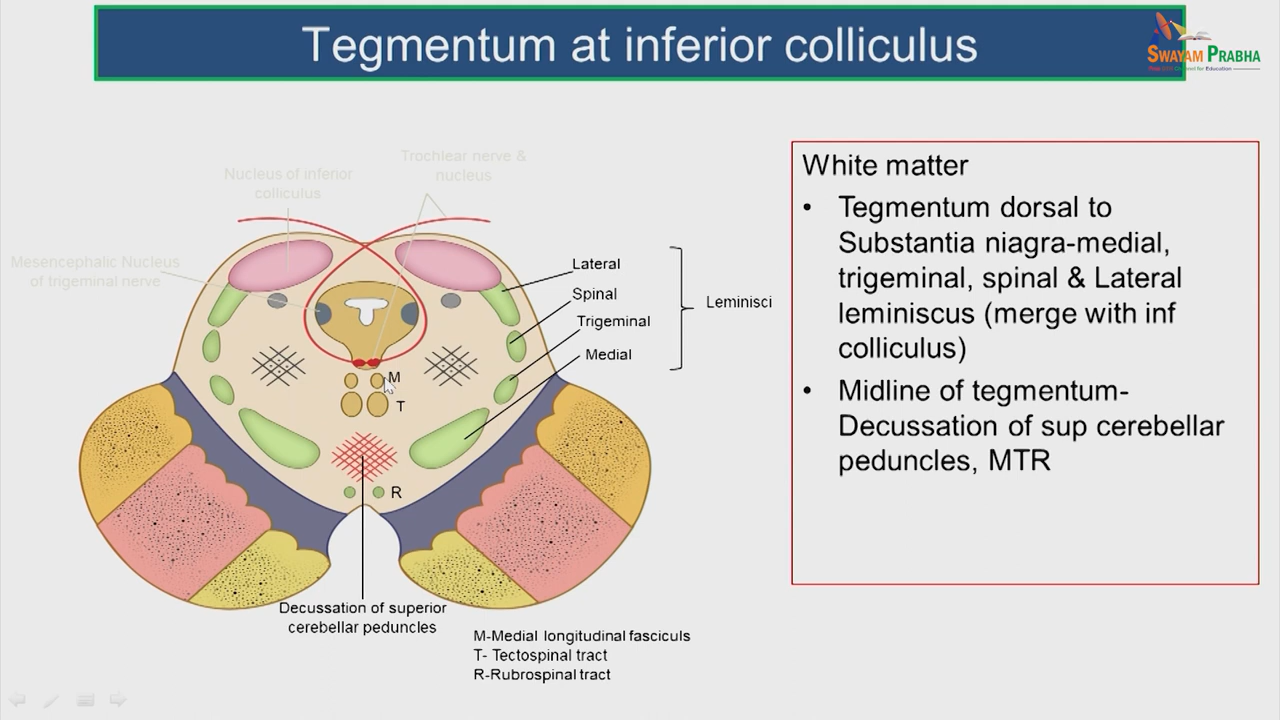 Tegmentum at inferior colliculus
SWAYAM PRABHA
Trochlear nerve &
nucleus
Nucleus of inferior
colliculus
Mesencephalic Nucleus
of trigeminal nerve
Lateral
Spinal
Trigeminal
Medial
Leminisci
M
T
R
Decussation of superior
cerebellar peduncles
M-Medial longitudinal fasciculs
T- Tectospinal tract
R-Rubrospinal tract
White matter
• Tegmentum dorsal to
Substantia niagra-medial,
trigeminal, spinal & Lateral
leminiscus (merge with inf
colliculus)
• Midline of tegmentum-
Decussation of sup cerebellar
peduncles, MTR